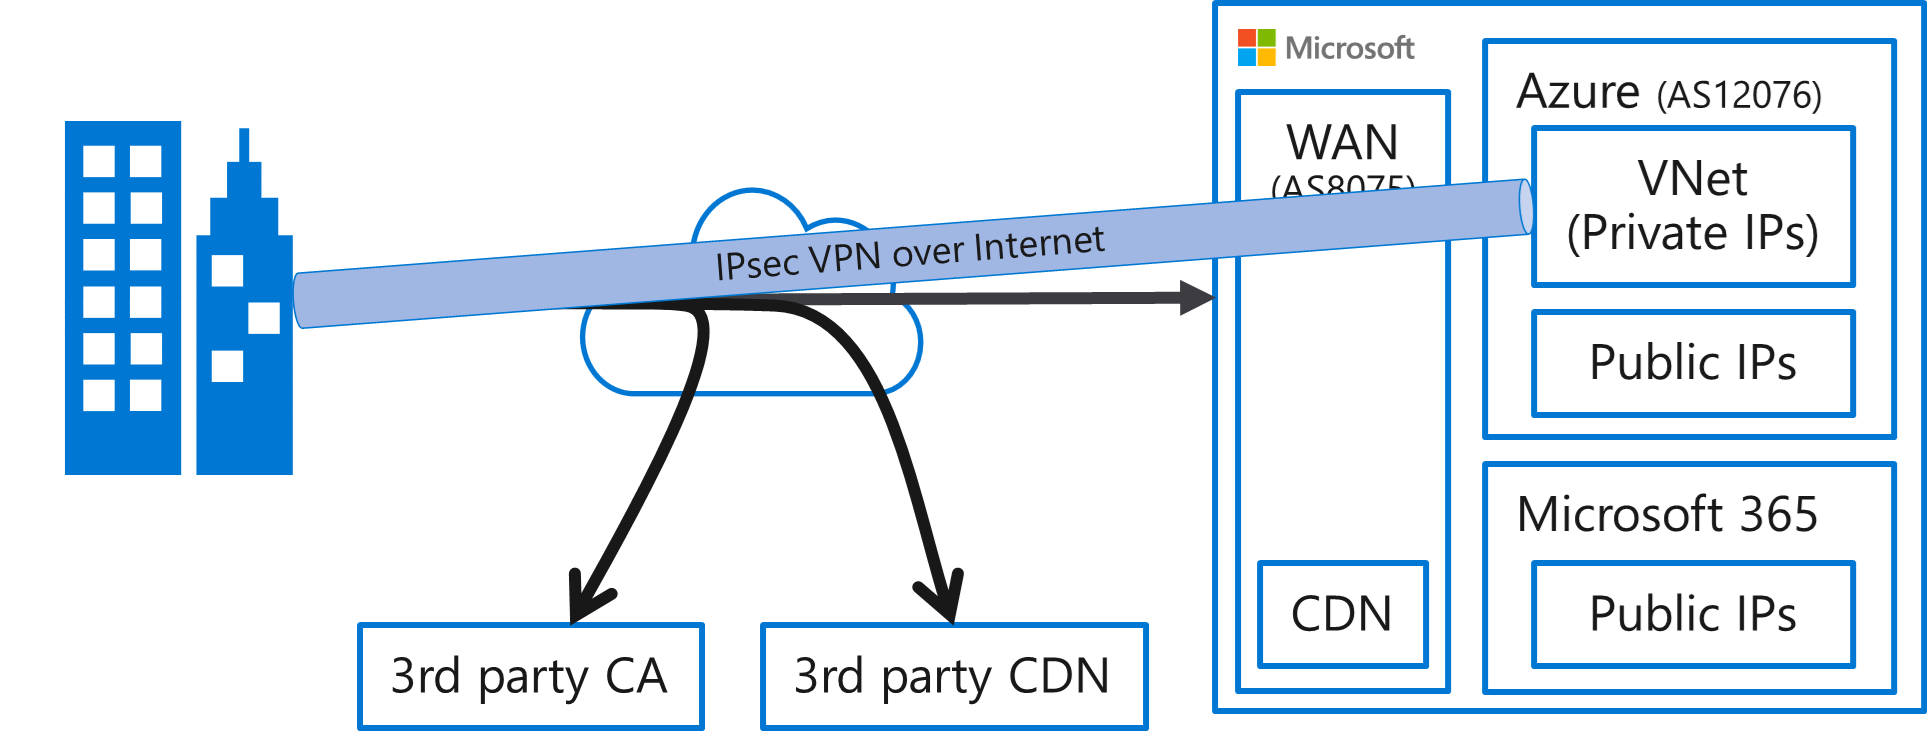 Microsoft
Azure (AS12076)
WAN
(AS8075)
VNet
(Private IPs)
IPsec VPN over Internet
Public IPs
Microsoft 365
CDN
Public IPs
3rd party CA
3rd party CDN